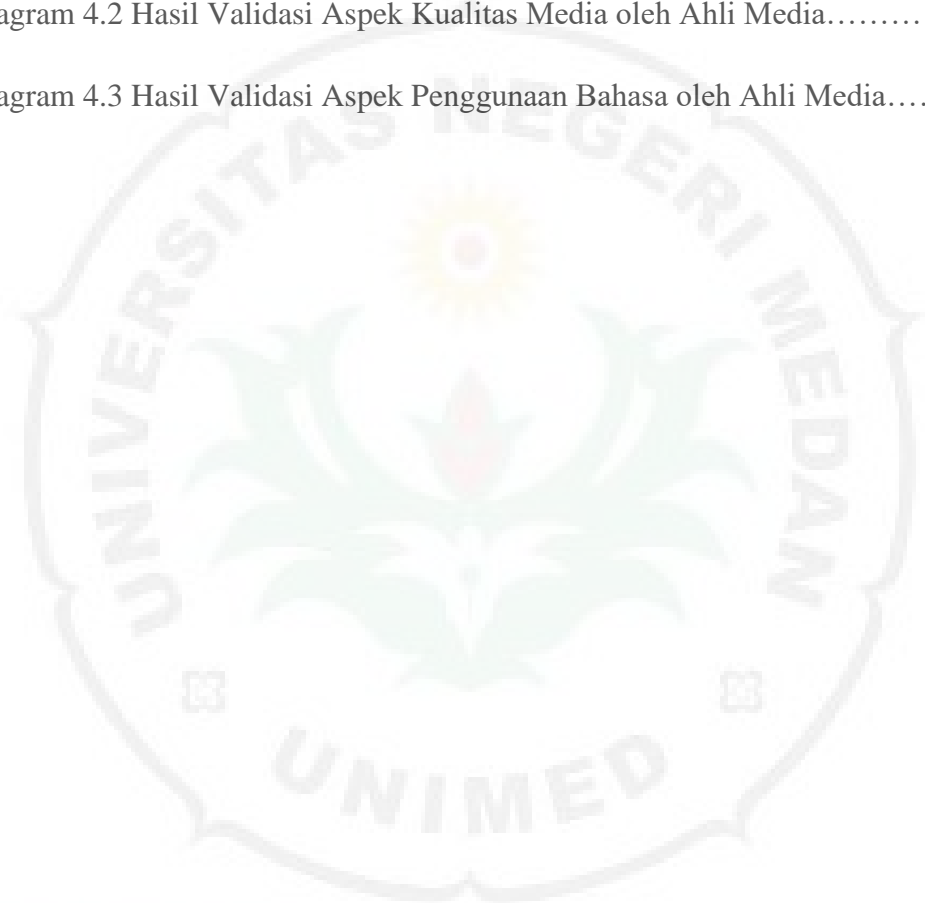 agram 4.2 Hasil Validasi Aspek Kualitas Media oleh Ahli Media………
agram 4.3 Hasil Validasi Aspek Penggunaan Bahasa oleh Ahli Media….
UNIVERSITAS NEGERI MEDAN
UNIMED